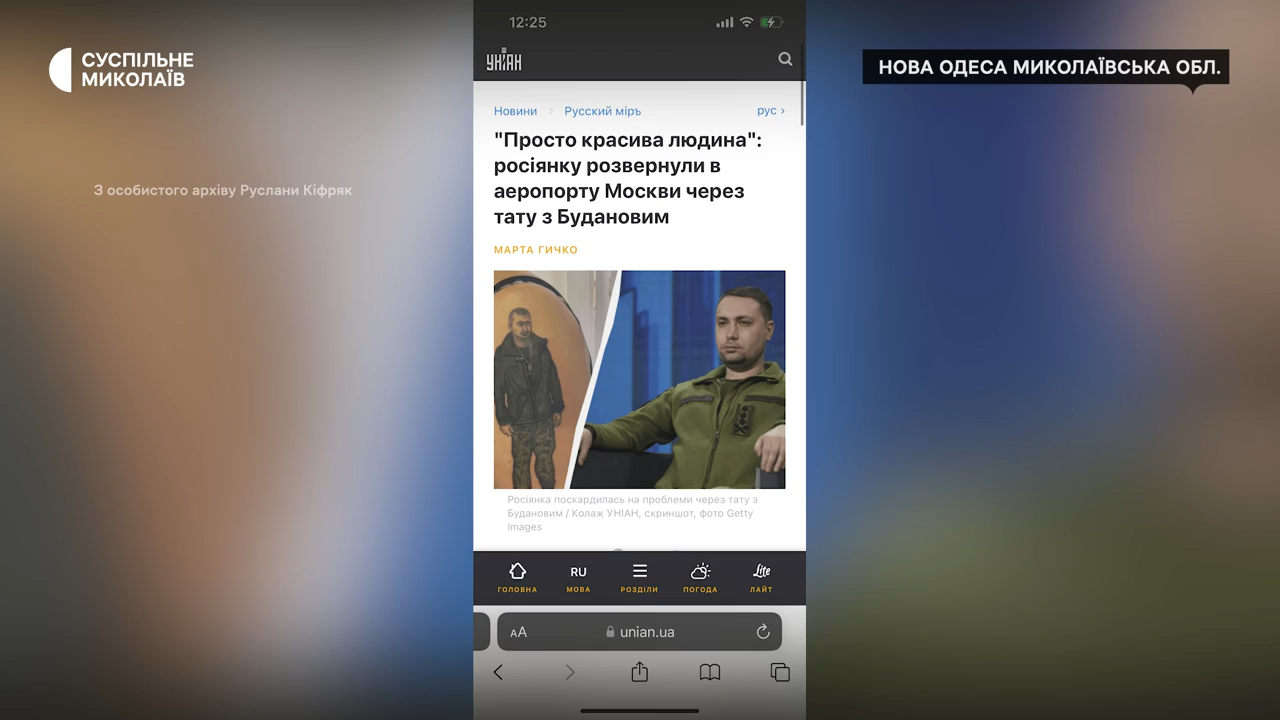 СУСПІЛЬНЕ
МИКОЛАЇВ
З особистого архіву Руслани Кіфряк
12:25
УНІАН
Новини › Русский міръ
рус ›
"Просто красива людина":
росіянку розвернули в
аеропорту Москви через
тату з Будановим
МАРТА ГИЧКО
Росіянка поскардилась на проблеми через тату з
Будановим / Колаж УНІАН, скриншот, фото Getty
Images
RU
Lite
ГОЛОВНА
МОВА
РОЗДІЛИ
ПОГОДА
ЛАЙТ
AA
unian.ua
НОВА ОДЕСА МИКОЛАЇВСЬКА ОБЛ.